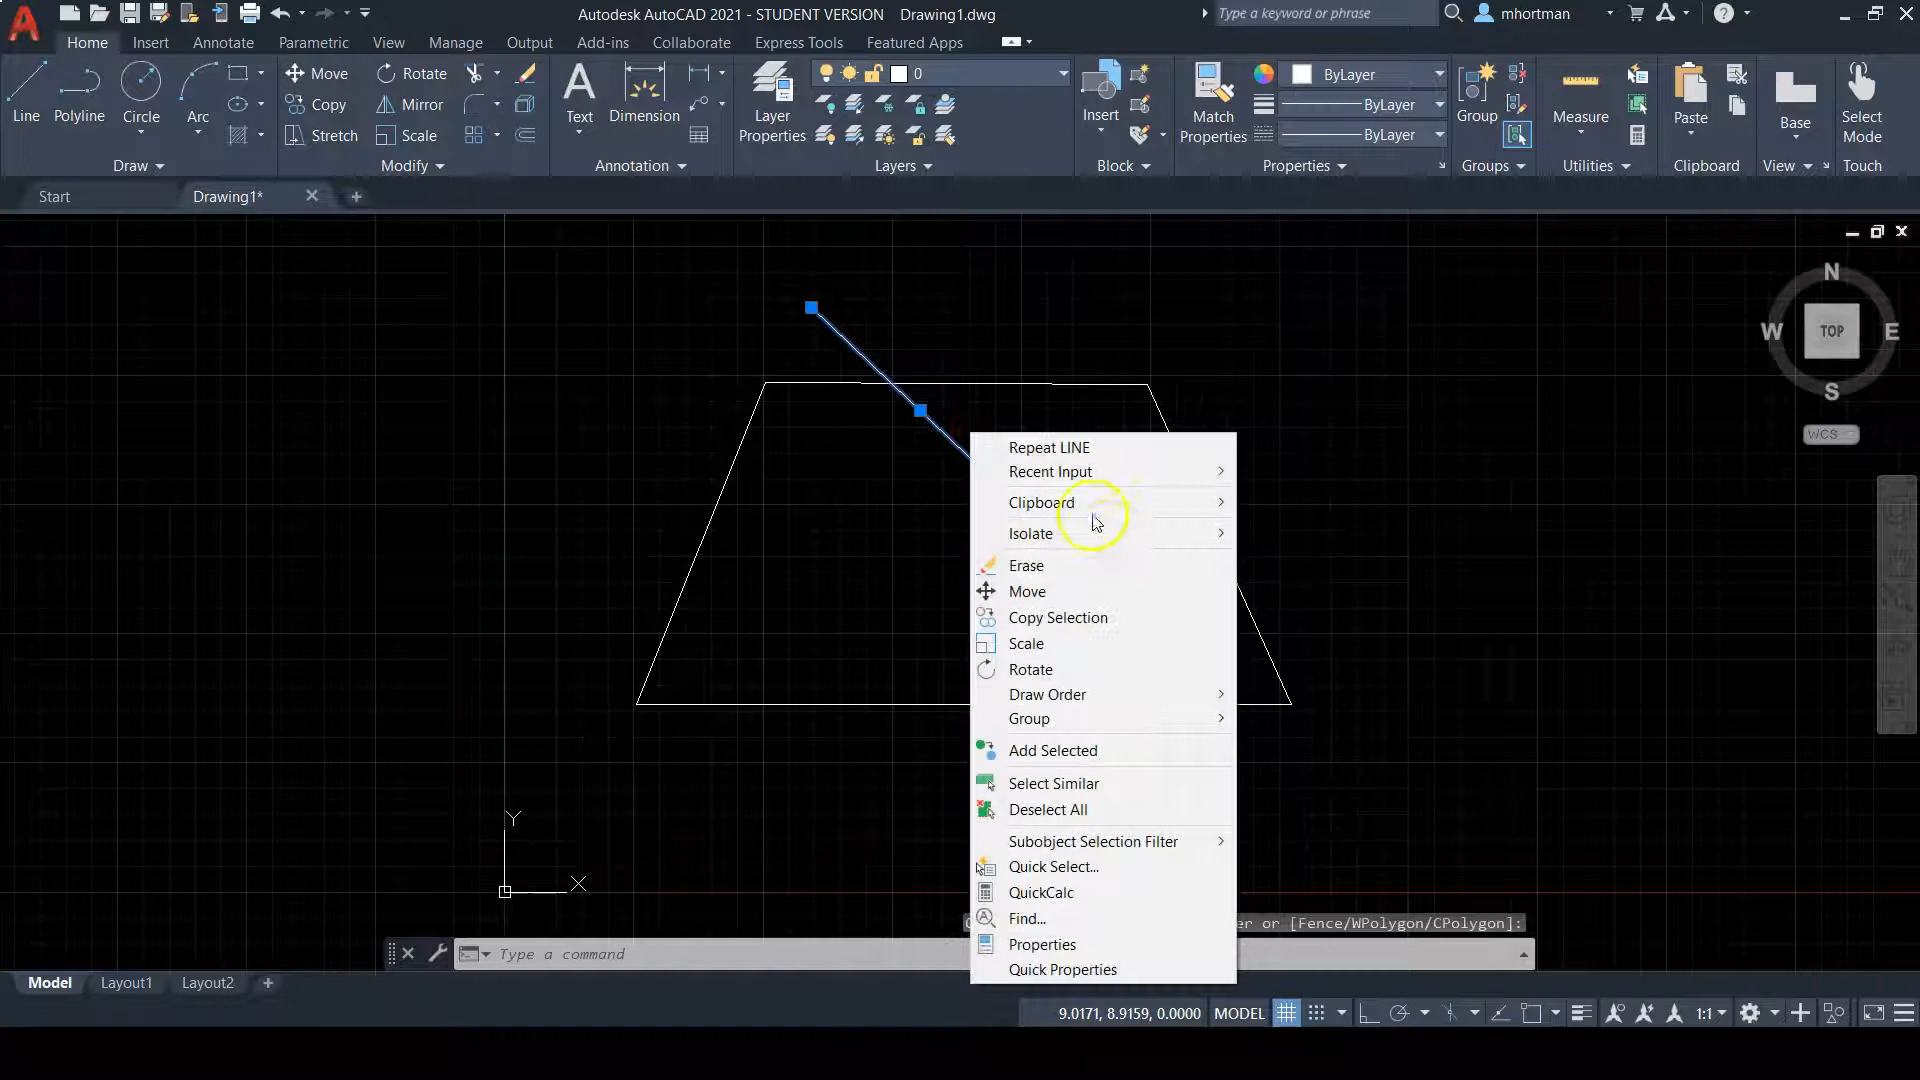 Autodesk AutoCAD 2021 - STUDENT VERSION Drawing1.dwg
Type a keyword or phrase
mhortman
Home Insert Annotate Parametric View Manage Output Add-ins Collaborate Express Tools Featured Apps
Line Polyline Circle Arc
Move Rotate
Copy Mirror
Stretch Scale
Text Dimension
Layer Properties
0
Insert
Match Properties
ByLayer
ByLayer
ByLayer
Group
Measure
Paste
Base
Select Mode
Draw Modify Annotation Layers Block Properties Groups Utilities Clipboard View Touch
Start Drawing1*
N
W TOP E
S
WCS
Repeat LINE
Recent Input
Clipboard
Isolate
Erase
Move
Copy Selection
Scale
Rotate
Draw Order
Group
Add Selected
Select Similar
Deselect All
Subobject Selection Filter
Quick Select...
QuickCalc
Find...
Properties
Quick Properties
Y
X
er or [Fence/WPolygon/CPolygon]:
Type a command
Model Layout1 Layout2
9.0171, 8.9159, 0.0000 MODEL 1:1